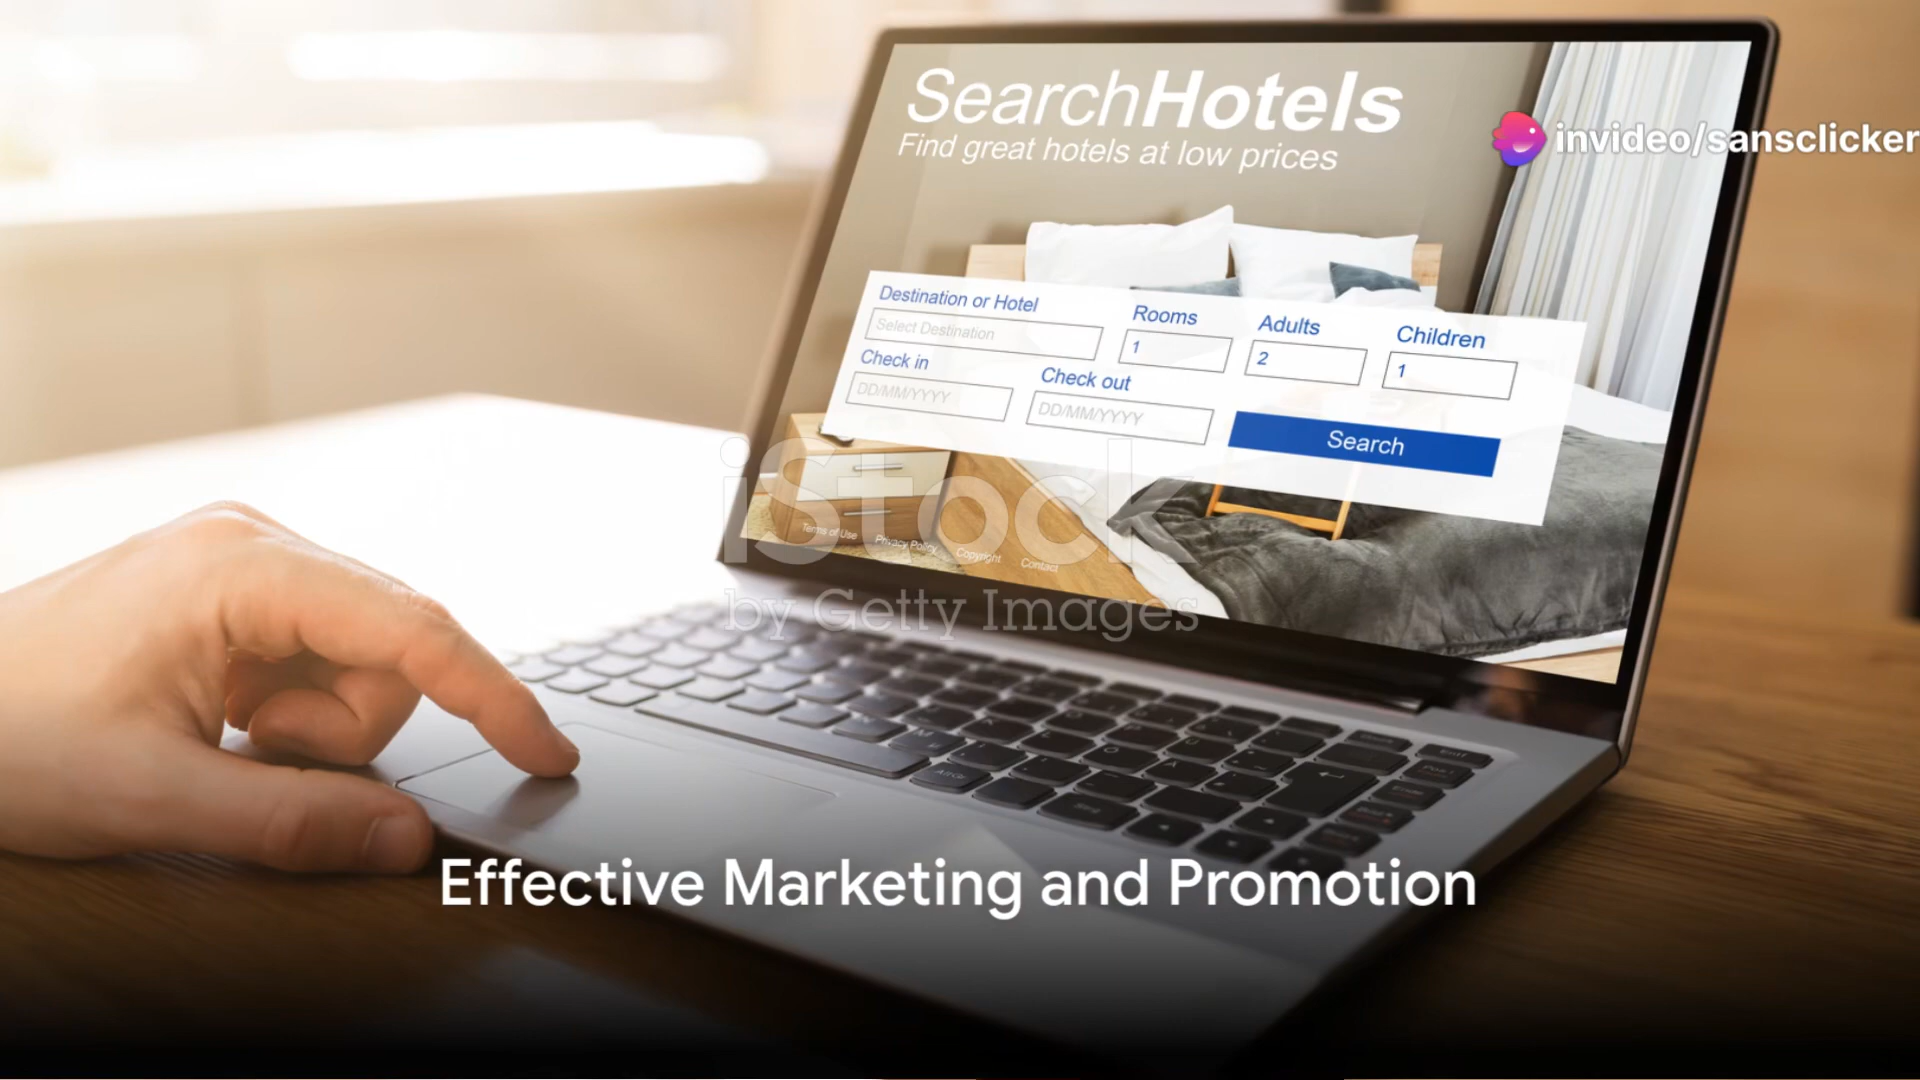 SearchHotels
Find great hotels at low prices
invideo/sansclicker
Destination or Hotel
Rooms
Adults
Children
Select Destination
1
2
1
Check in
Check out
DD/MM/YYYY
DD/MM/YYYY
Search
iStock
by Getty Images
Terms of Use
Privacy Policy
Copyright
Contact
Effective Marketing and Promotion